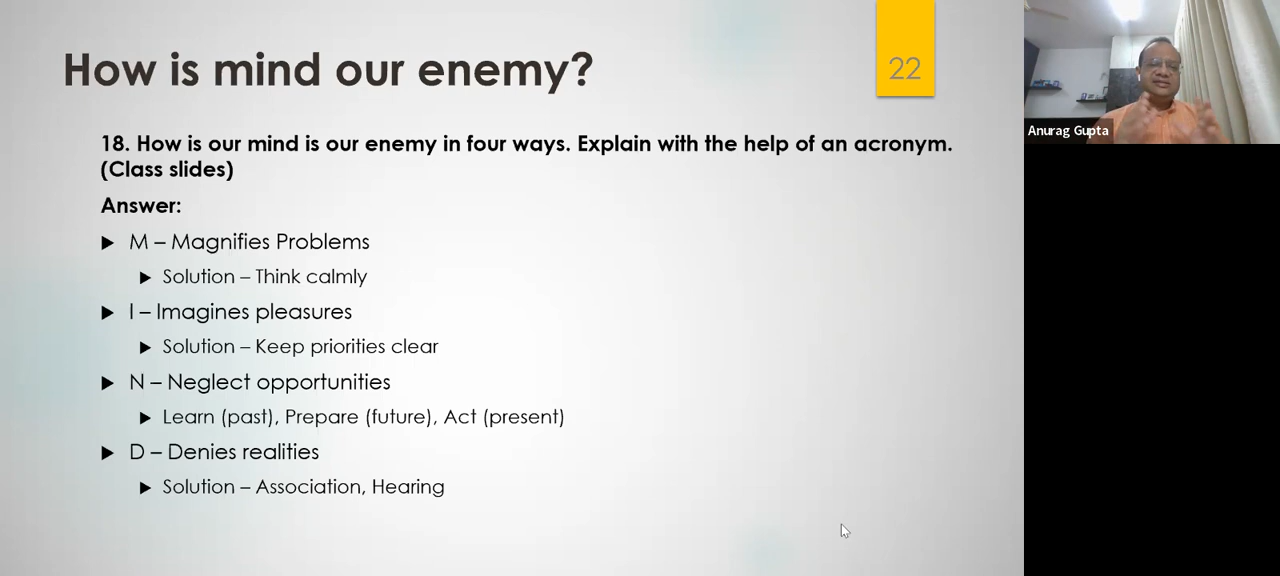 How is mind our enemy?
22
18. How is our mind is our enemy in four ways. Explain with the help of an acronym.
(Class slides)
Answer:
M – Magnifies Problems
Solution – Think calmly
I – Imagines pleasures
Solution – Keep priorities clear
N – Neglect opportunities
Learn (past), Prepare (future), Act (present)
D – Denies realities
Solution – Association, Hearing
Anurag Gupta